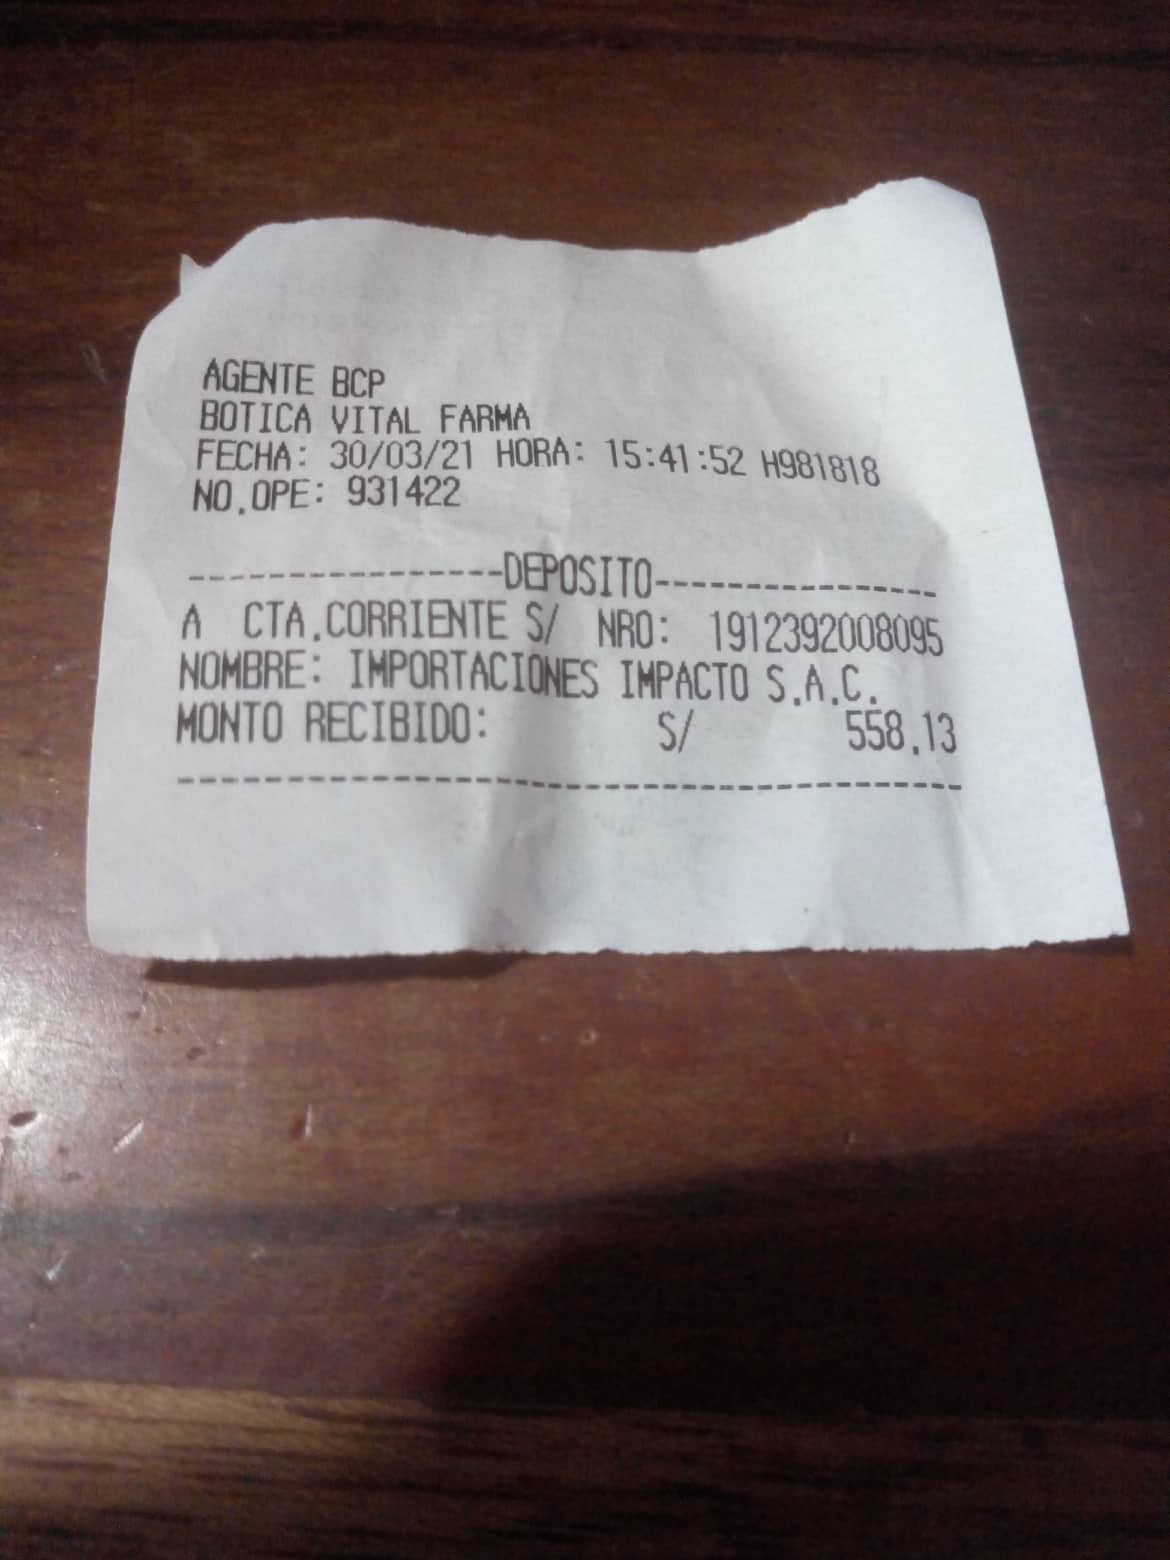 AGENTE BCP
BOTICA VITAL FARMA
FECHA: 30/03/21 HORA: 15:41:52 H981818
NO.OPE: 931422
----------------DEPOSITO----------------
A CTA.CORRIENTE S/ NRO: 1912392008095
NOMBRE: IMPORTACIONES IMPACTO S.A.C.
MONTO RECIBIDO: S/ 558.13
----------------------------------------